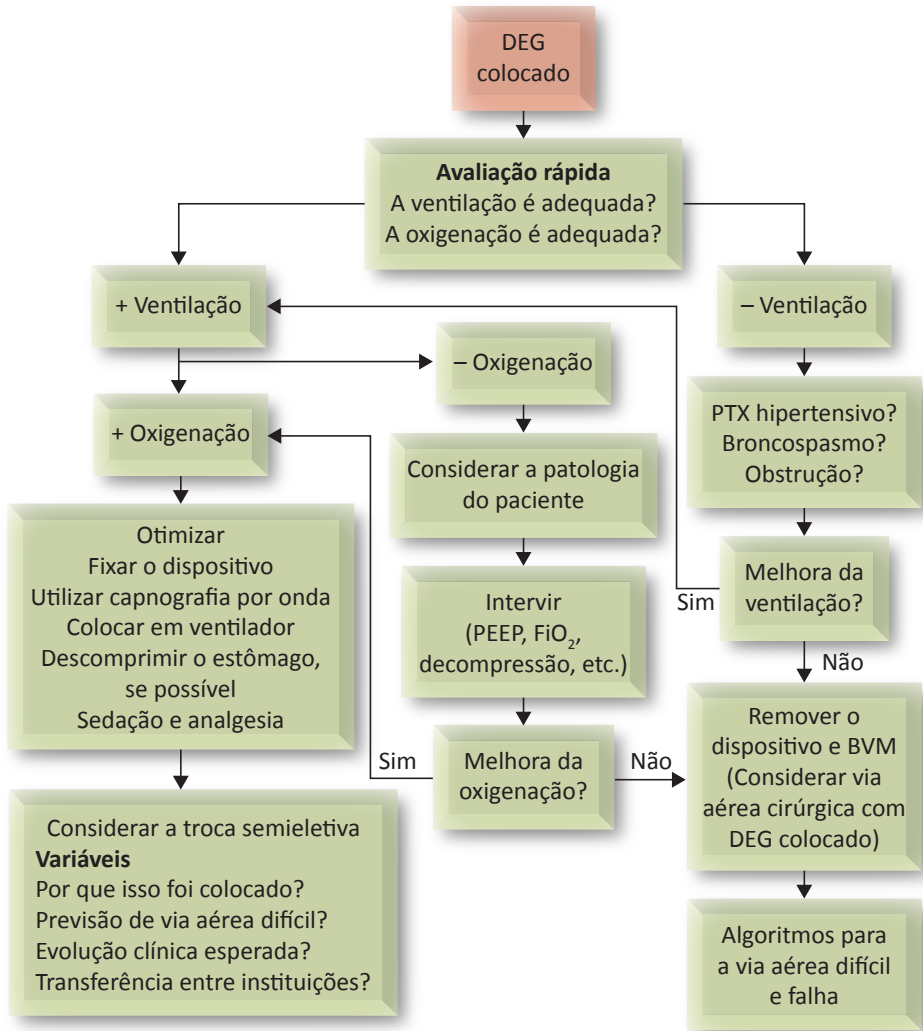 DEG
colocado
Avaliação rápida
A ventilação é adequada?
A oxigenação é adequada?
+ Ventilação
– Ventilação
– Oxigenação
+ Oxigenação
PTX hipertensivo?
Broncospasmo?
Obstrução?
Considerar a patologia
do paciente
Otimizar
Fixar o dispositivo
Utilizar capnografia por onda
Colocar em ventilador
Descomprimir o estômago,
se possível
Sedação e analgesia
Melhora da
ventilação?
Sim
Não
Intervir
(PEEP, FiO₂,
decompressão, etc.)
Remover o
dispositivo e BVM
(Considerar via
aérea cirúrgica com
DEG colocado)
Melhora da
oxigenação?
Sim
Não
Considerar a troca semieletiva
Variáveis
Por que isso foi colocado?
Previsão de via aérea difícil?
Evolução clínica esperada?
Transferência entre instituições?
Algoritmos para
a via aérea difícil
e falha